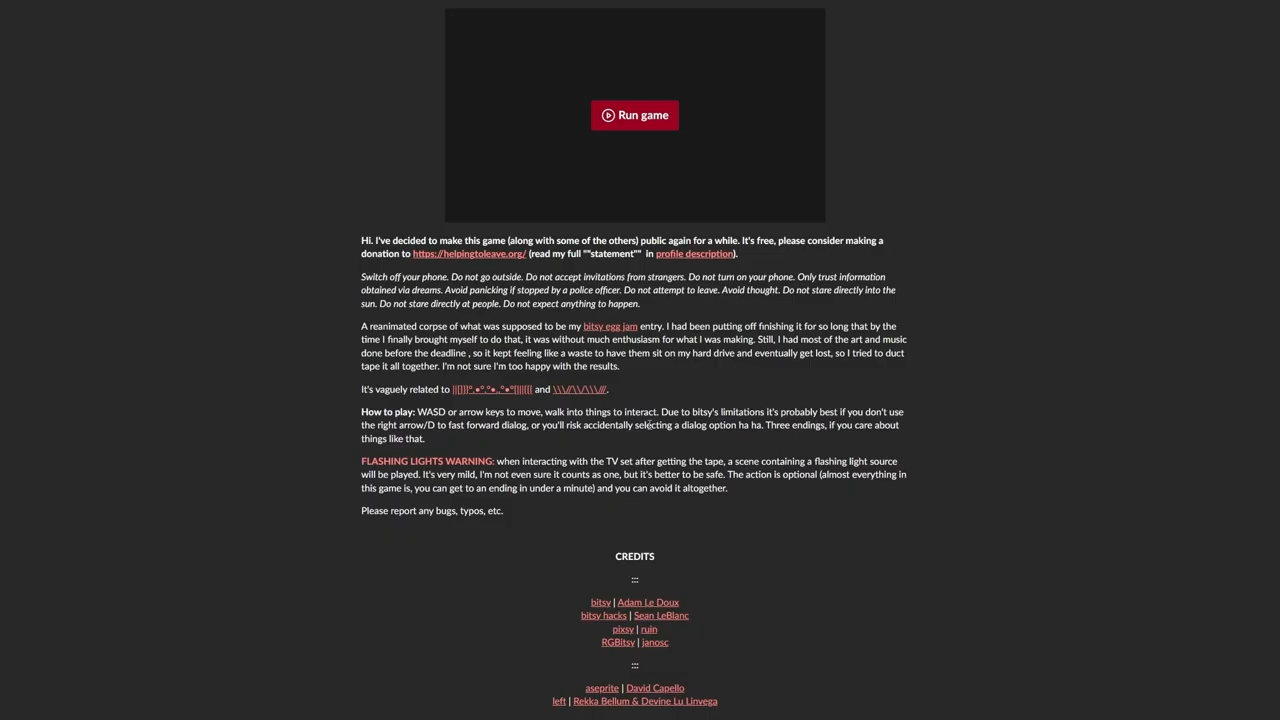 Run game
Hi. I've decided to make this game (along with some of the others) public again for a while. It's free, please consider making a
donation to https://helpingtoleave.org/ (read my full ""statement"" in profile description).
Switch off your phone. Do not go outside. Do not accept invitations from strangers. Do not turn on your phone. Only trust information
obtained via dreams. Avoid panicking if stopped by a police officer. Do not attempt to leave. Avoid thought. Do not stare directly into the
sun. Do not stare directly at people. Do not expect anything to happen.
A reanimated corpse of what was supposed to be my bitsy egg jam entry. I had been putting off finishing it for so long that by the
time I finally brought myself to do that, it was without much enthusiasm for what I was making. Still, I had most of the art and music
done before the deadline , so it kept feeling like a waste to have them sit on my hard drive and eventually get lost, so I tried to duct
tape it all together. I'm not sure I'm too happy with the results.
It's vaguely related to and
How to play: WASD or arrow keys to move, walk into things to interact. Due to bitsy's limitations it's probably best if you don't use
the right arrow/D to fast forward dialog, or you'll risk accidentally selecting a dialog option ha ha. Three endings, if you care about
things like that.
FLASHING LIGHTS WARNING: when interacting with the TV set after getting the tape, a scene containing a flashing light source
will be played. It's very mild, I'm not even sure it counts as one, but it's better to be safe. The action is optional (almost everything in
this game is, you can get to an ending in under a minute) and you can avoid it altogether.
Please report any bugs, typos, etc.
CREDITS
:::
bitsy | Adam Le Doux
bitsy hacks | Sean LeBlanc
pixsy | ruin
RGBitsy | janosc
:::
aseprite | David Capello
left | Rekka Bellum & Devine Lu Linvega